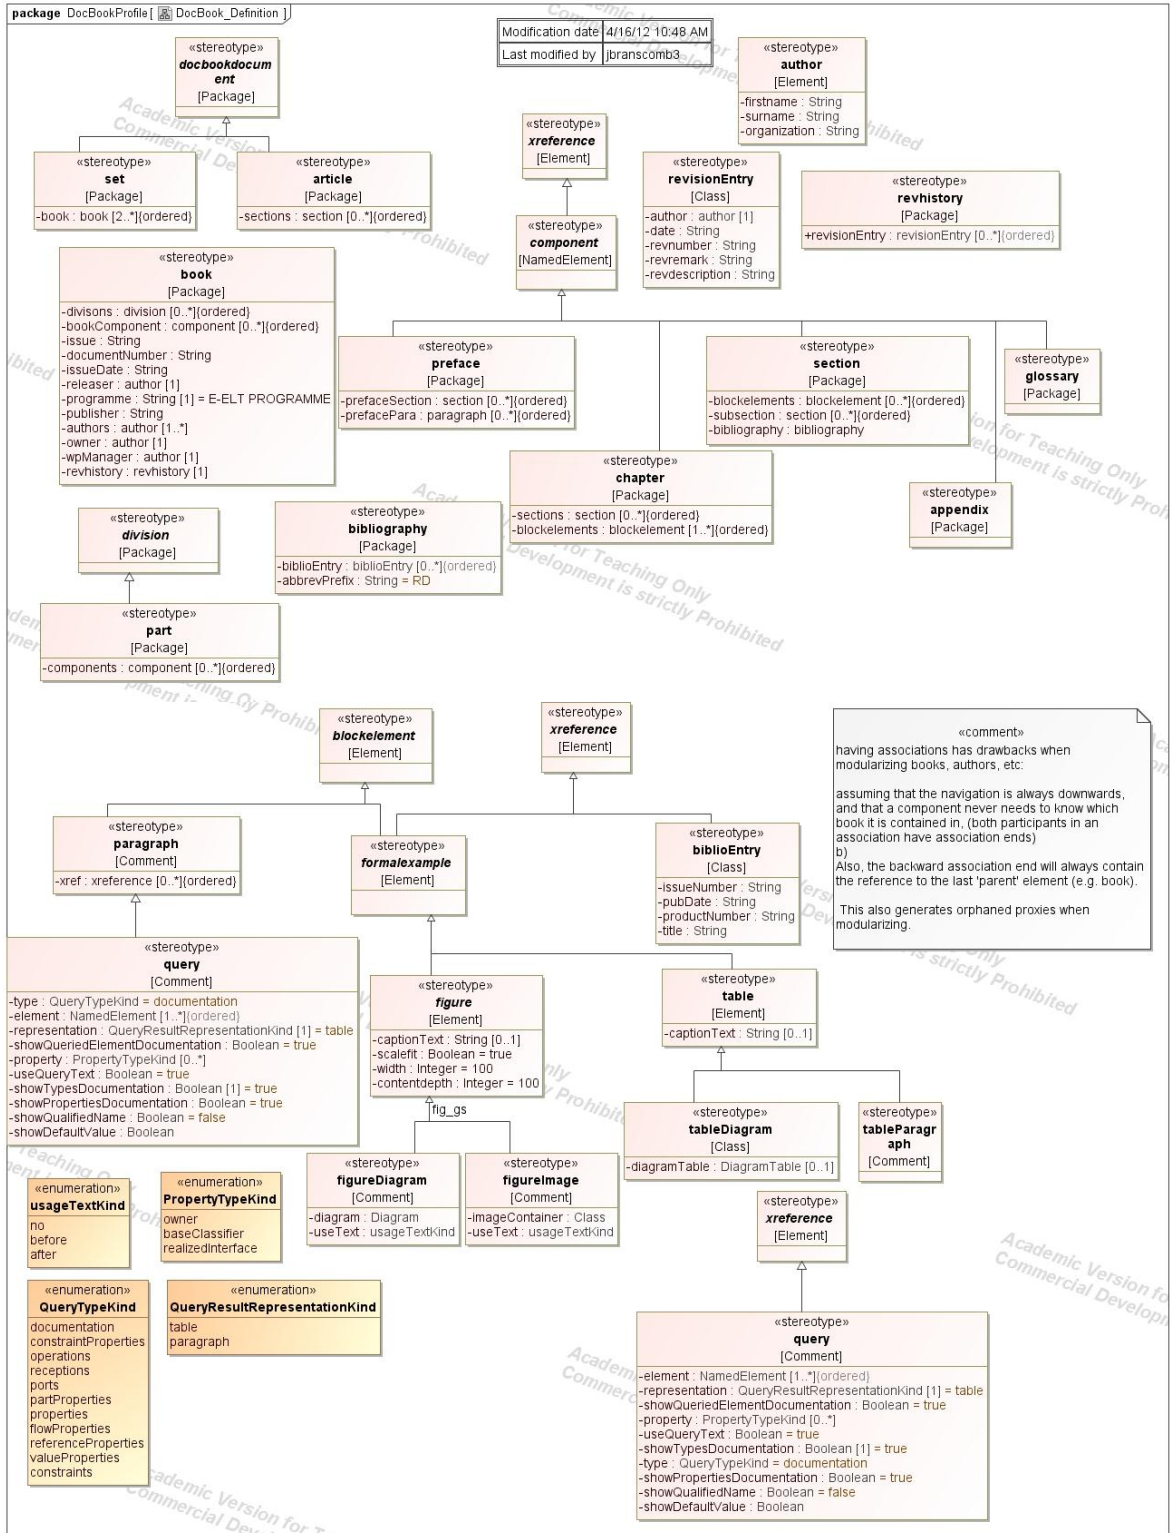 package DocBookProfile [ DocBook_Definition ]
Modification date 4/16/12 10:48 AM
Last modified by jbranscomb3
«stereotype»
docbookdocum
ent
[Package]
«stereotype»
set
[Package]
-book : book [2..*]{ordered}
«stereotype»
article
[Package]
-sections : section [0..*]{ordered}
«stereotype»
author
[Element]
-firstname : String
-surname : String
-organization : String
«stereotype»
xreference
[Element]
«stereotype»
component
[NamedElement]
«stereotype»
revisionEntry
[Class]
-author : author [1]
-date : String
-revnumber : String
-revremark : String
-revdescription : String
«stereotype»
revhistory
[Package]
+revisionEntry : revisionEntry [0..*]{ordered}
«stereotype»
book
[Package]
-divisons : division [0..*]{ordered}
-bookComponent : component [0..*]{ordered}
-issue : String
-documentNumber : String
-issueDate : String
-releaser : author [1]
-programme : String [1] = E-ELT PROGRAMME
-publisher : String
-authors : author [1..*]
-owner : author [1]
-wpManager : author [1]
-revhistory : revhistory [1]
«stereotype»
preface
[Package]
-prefaceSection : section [0..*]{ordered}
-prefacePara : paragraph [0..*]{ordered}
«stereotype»
section
[Package]
-blockelements : blockelement [0..*]{ordered}
-subsection : section [0..*]{ordered}
-bibliography : bibliography
«stereotype»
glossary
[Package]
«stereotype»
chapter
[Package]
-sections : section [0..*]{ordered}
-blockelements : blockelement [1..*]{ordered}
«stereotype»
appendix
[Package]
«stereotype»
division
[Package]
«stereotype»
bibliography
[Package]
-biblioEntry : biblioEntry [0..*]{ordered}
-abbrevPrefix : String = RD
«stereotype»
part
[Package]
-components : component [0..*]{ordered}
«stereotype»
blockelement
[Element]
«stereotype»
xreference
[Element]
«comment»
having associations has drawbacks when
modularizing books, authors, etc:
assuming that the navigation is always downwards,
and that a component never needs to know which
book it is contained in, (both participants in an
association have association ends)
b)
Also, the backward association end will always contain
the reference to the last 'parent' element (e.g. book).
This also generates orphaned proxies when
modularizing.
«stereotype»
paragraph
[Comment]
-xref : xreference [0..*]{ordered}
«stereotype»
formalexample
[Element]
«stereotype»
biblioEntry
[Class]
-issueNumber : String
-pubDate : String
-productNumber : String
-title : String
«stereotype»
query
[Comment]
-type : QueryTypeKind = documentation
-element : NamedElement [1..*]{ordered}
-representation : QueryResultRepresentationKind [1] = table
-showQueriedElementDocumentation : Boolean = true
-property : PropertyTypeKind [0..*]
-useQueryText : Boolean = true
-showTypesDocumentation : Boolean [1] = true
-showPropertiesDocumentation : Boolean = true
-showQualifiedName : Boolean = false
-showDefaultValue : Boolean
«stereotype»
figure
[Element]
-captionText : String [0..1]
-scalefit : Boolean = true
-width : Integer = 100
-contentdepth : Integer = 100
fig_gs
«stereotype»
table
[Element]
-captionText : String [0..1]
«stereotype»
tableDiagram
[Class]
-diagramTable : DiagramTable [0..1]
«stereotype»
tableParagr
aph
[Comment]
«stereotype»
figureDiagram
[Comment]
-diagram : Diagram
-useText : usageTextKind
«stereotype»
figureImage
[Comment]
-imageContainer : Class
-useText : usageTextKind
«enumeration»
usageTextKind
no
before
after
«enumeration»
PropertyTypeKind
owner
baseClassifier
realizedInterface
«enumeration»
QueryTypeKind
documentation
constraintProperties
operations
receptions
ports
partProperties
properties
flowProperties
referenceProperties
valueProperties
constraints
«enumeration»
QueryResultRepresentationKind
table
paragraph
«stereotype»
xreference
[Element]
«stereotype»
query
[Comment]
-element : NamedElement [1..*]{ordered}
-representation : QueryResultRepresentationKind [1] = table
-showQueriedElementDocumentation : Boolean = true
-property : PropertyTypeKind [0..*]
-useQueryText : Boolean = true
-showTypesDocumentation : Boolean [1] = true
-type : QueryTypeKind = documentation
-showPropertiesDocumentation : Boolean = true
-showQualifiedName : Boolean = false
-showDefaultValue : Boolean